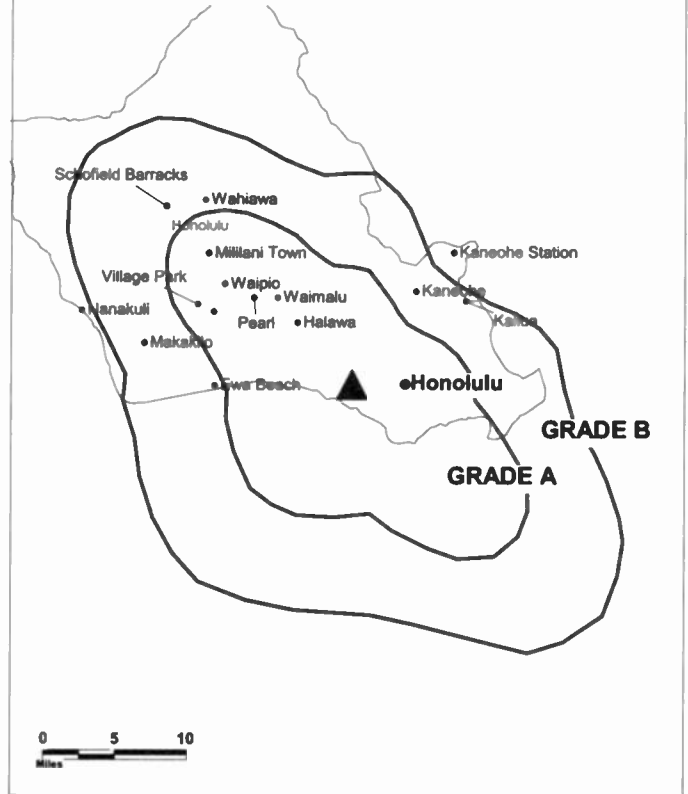 Schofield Barracks
Wahiawa
Honolulu
Mililani Town
Kaneohe Station
Village Park
Waipio
Waimalu
Kaneohe
Nanakuli
Pearl
Halawa
Kailua
Makakilo
Ewa Beach
Honolulu
GRADE B
GRADE A
0 5 10
Miles